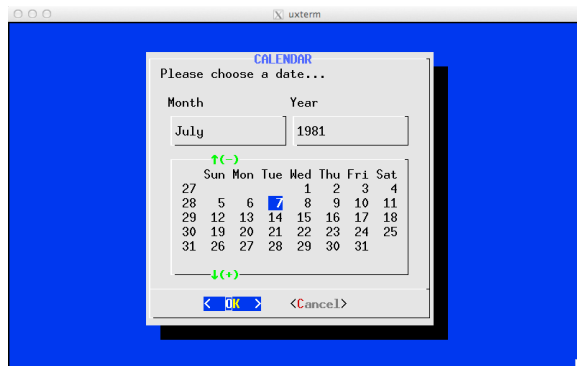 uxterm
CALENDAR
Please choose a date...
Month Year
July 1981
↑(-)
Sun Mon Tue Wed Thu Fri Sat
27 1 2 3 4
28 5 6 7 8 9 10 11
29 12 13 14 15 16 17 18
30 19 20 21 22 23 24 25
31 26 27 28 29 30 31
↓(+)
< OK > <Cancel>